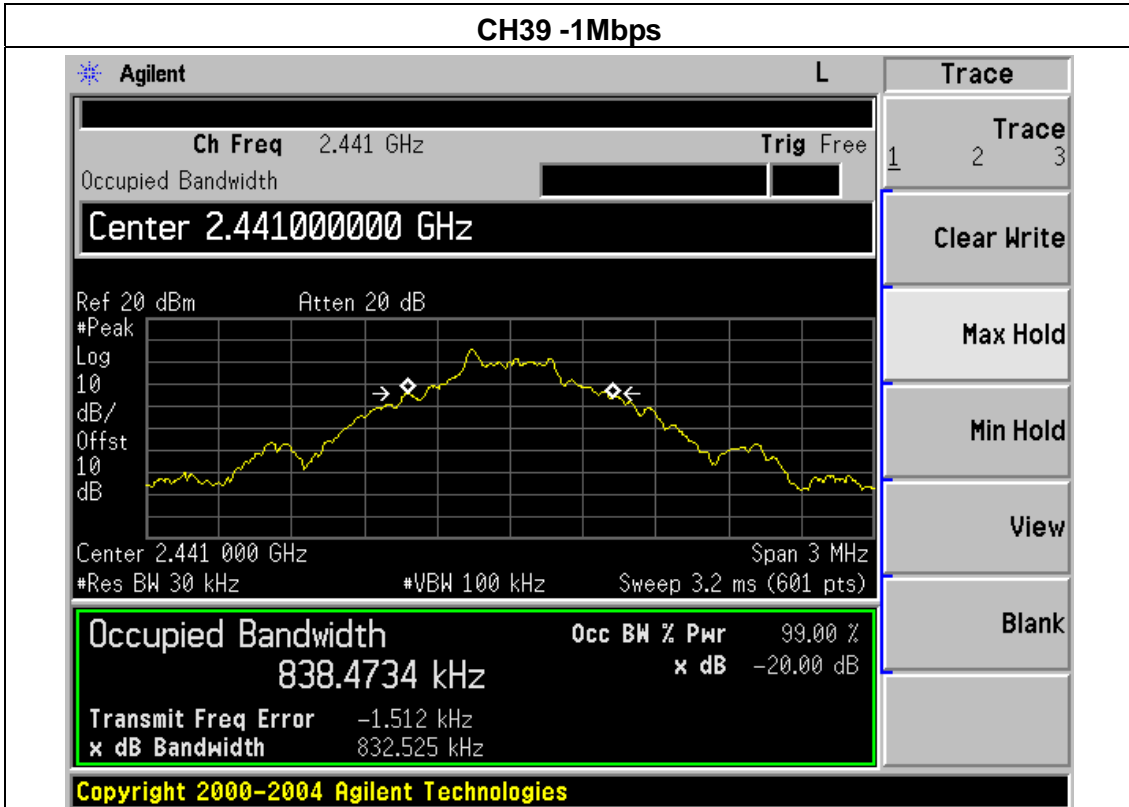 CH39 -1Mbps
Agilent L Trace
Ch Freq 2.441 GHz Trig Free
Occupied Bandwidth
Center 2.441000000 GHz
Ref 20 dBm Atten 20 dB
#Peak
Log
10
dB/
Offst
10
dB
Center 2.441 000 GHz Span 3 MHz
#Res BW 30 kHz #VBW 100 kHz Sweep 3.2 ms (601 pts)
Occupied Bandwidth Occ BW % Pwr 99.00 %
838.4734 kHz x dB -20.00 dB
Transmit Freq Error -1.512 kHz
x dB Bandwidth 832.525 kHz
Copyright 2000-2004 Agilent Technologies
Trace
1 2 3
Clear Write
Max Hold
Min Hold
View
Blank